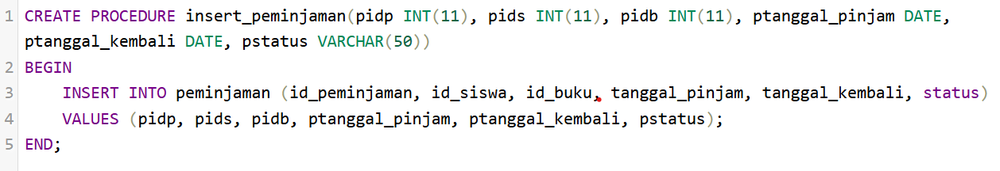 1 CREATE PROCEDURE insert_peminjaman(pidp INT(11), pids INT(11), pidb INT(11), ptanggal_pinjam DATE,
ptanggal_kembali DATE, pstatus VARCHAR(50))
2 BEGIN
3     INSERT INTO peminjaman (id_peminjaman, id_siswa, id_buku, tanggal_pinjam, tanggal_kembali, status)
4     VALUES (pidp, pids, pidb, ptanggal_pinjam, ptanggal_kembali, pstatus);
5 END;